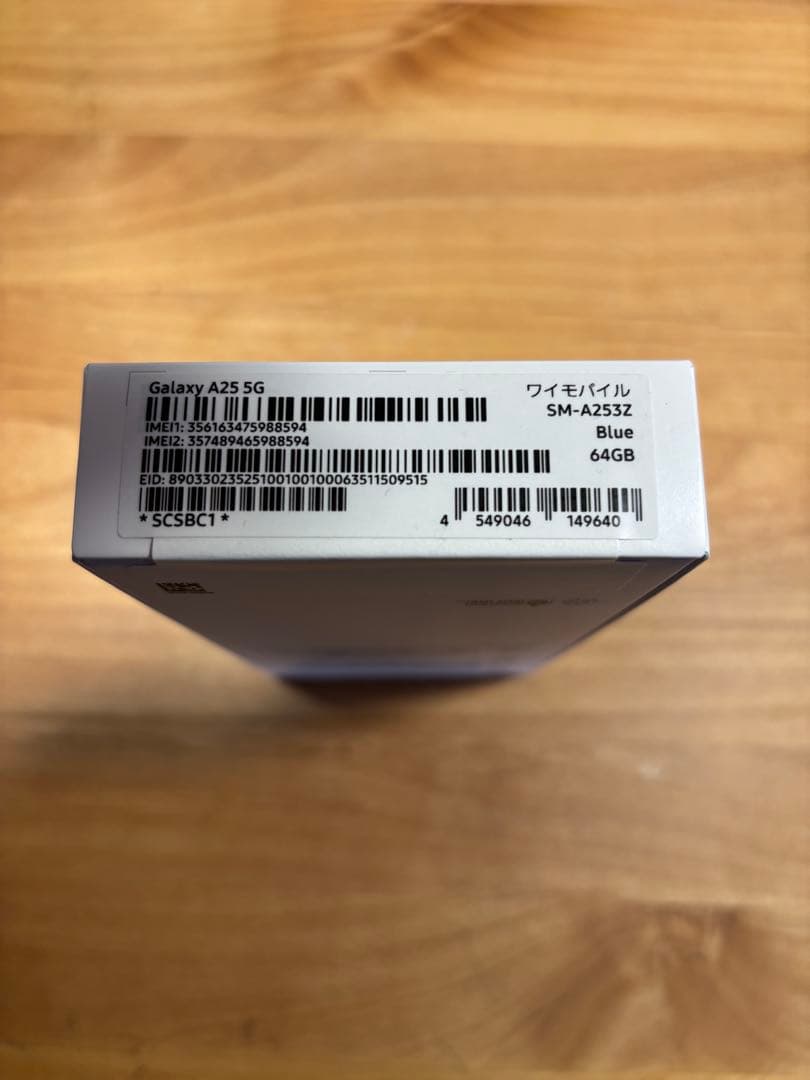 Galaxy A25 5G
ワイモバイル
SM-A253Z
IMEI1: 356163475988594
Blue
IMEI2: 357489465988594
64GB
EID: 89033023525100100100063511509515
*SCSBC1*
4 549046 149640